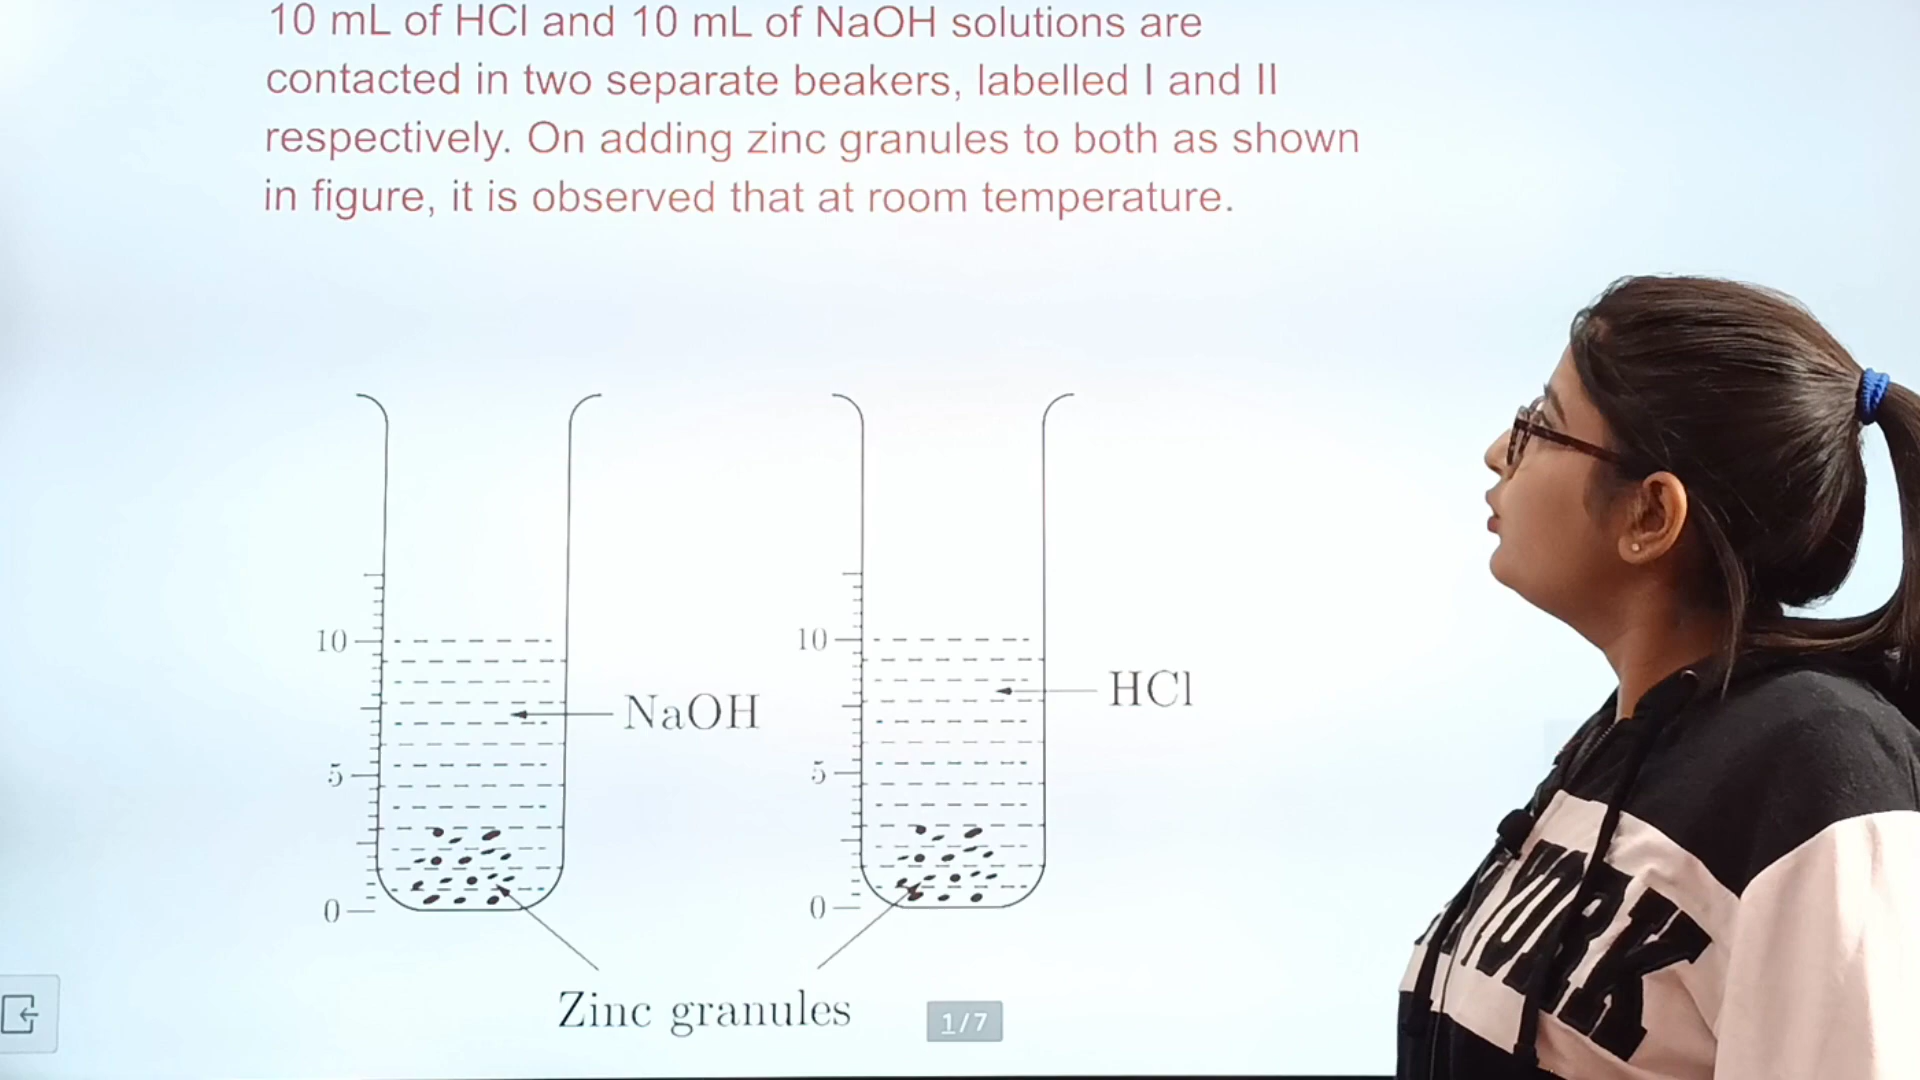 10 mL of HCl and 10 mL of NaOH solutions are
contacted in two separate beakers, labelled I and II
respectively. On adding zinc granules to both as shown
in figure, it is observed that at room temperature.
10
5
0
NaOH
10
5
0
HCl
Zinc granules
1/7